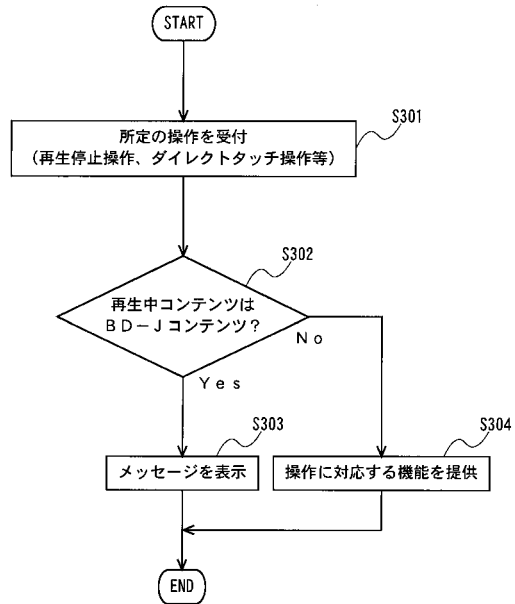 START
S301
所定の操作を受付
（再生停止操作、ダイレクトタッチ操作等）
S302
再生中コンテンツは
ＢＤ－Ｊコンテンツ？
Ｎｏ
Ｙｅｓ
S303
S304
メッセージを表示
操作に対応する機能を提供
END